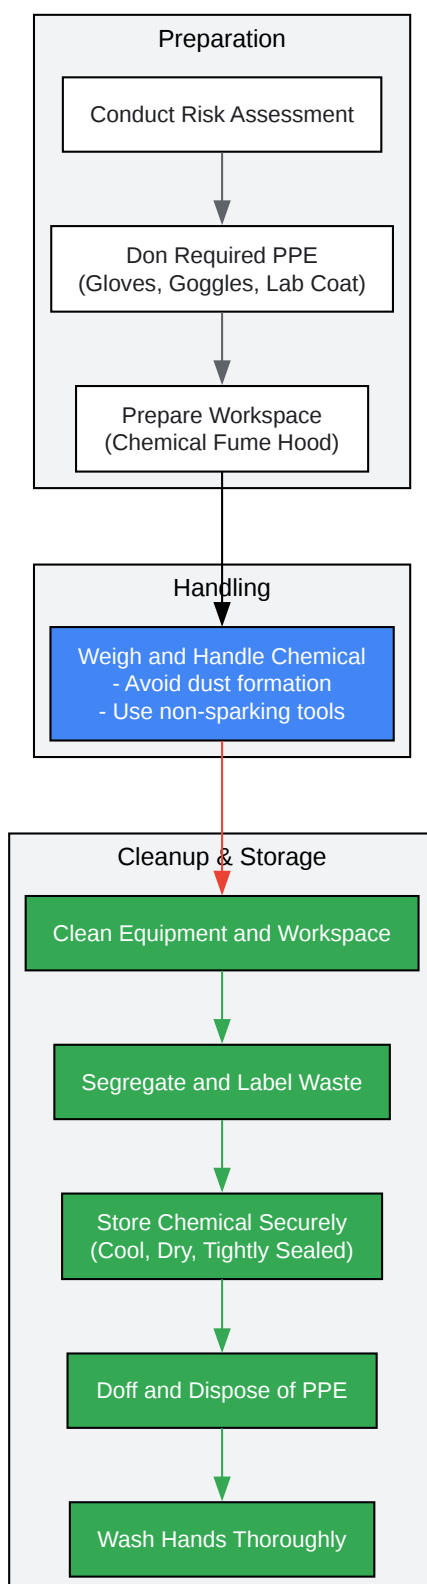 Preparation
Conduct Risk Assessment
Don Required PPE
(Gloves, Goggles, Lab Coat)
Prepare Workspace
(Chemical Fume Hood)
Handling
Weigh and Handle Chemical
- Avoid dust formation
- Use non-sparking tools
Cleanup & Storage
Clean Equipment and Workspace
Segregate and Label Waste
Store Chemical Securely
(Cool, Dry, Tightly Sealed)
Doff and Dispose of PPE
Wash Hands Thoroughly